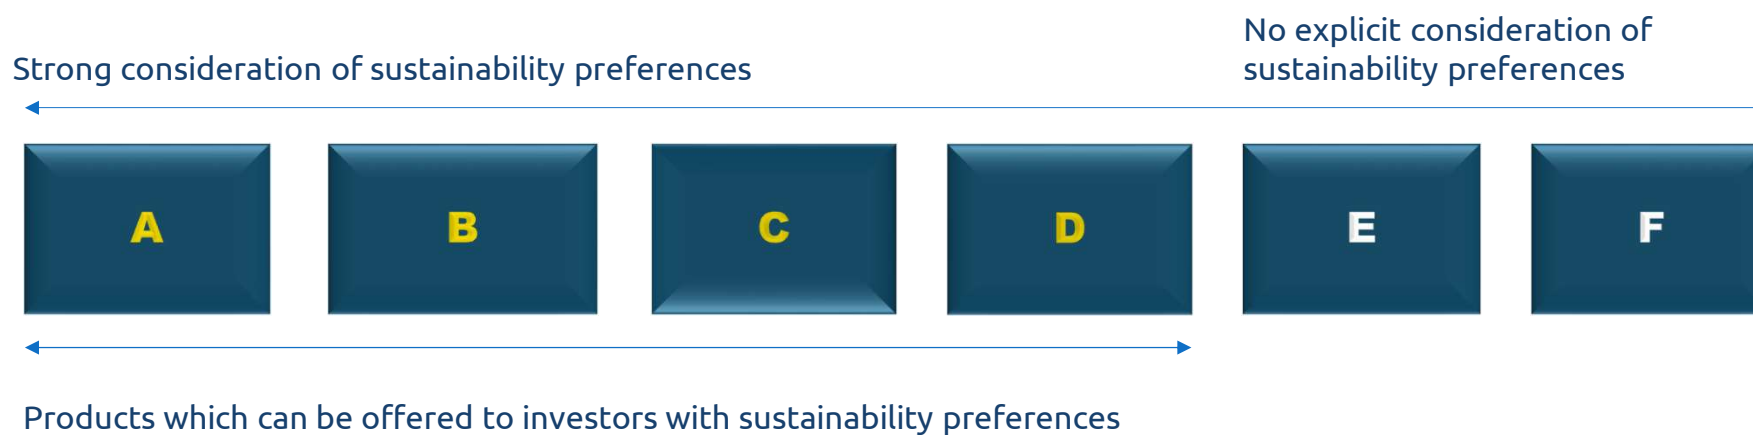 No explicit consideration of
sustainability preferences
Strong consideration of sustainability preferences
A
B
C
D
E
F
Products which can be offered to investors with sustainability preferences